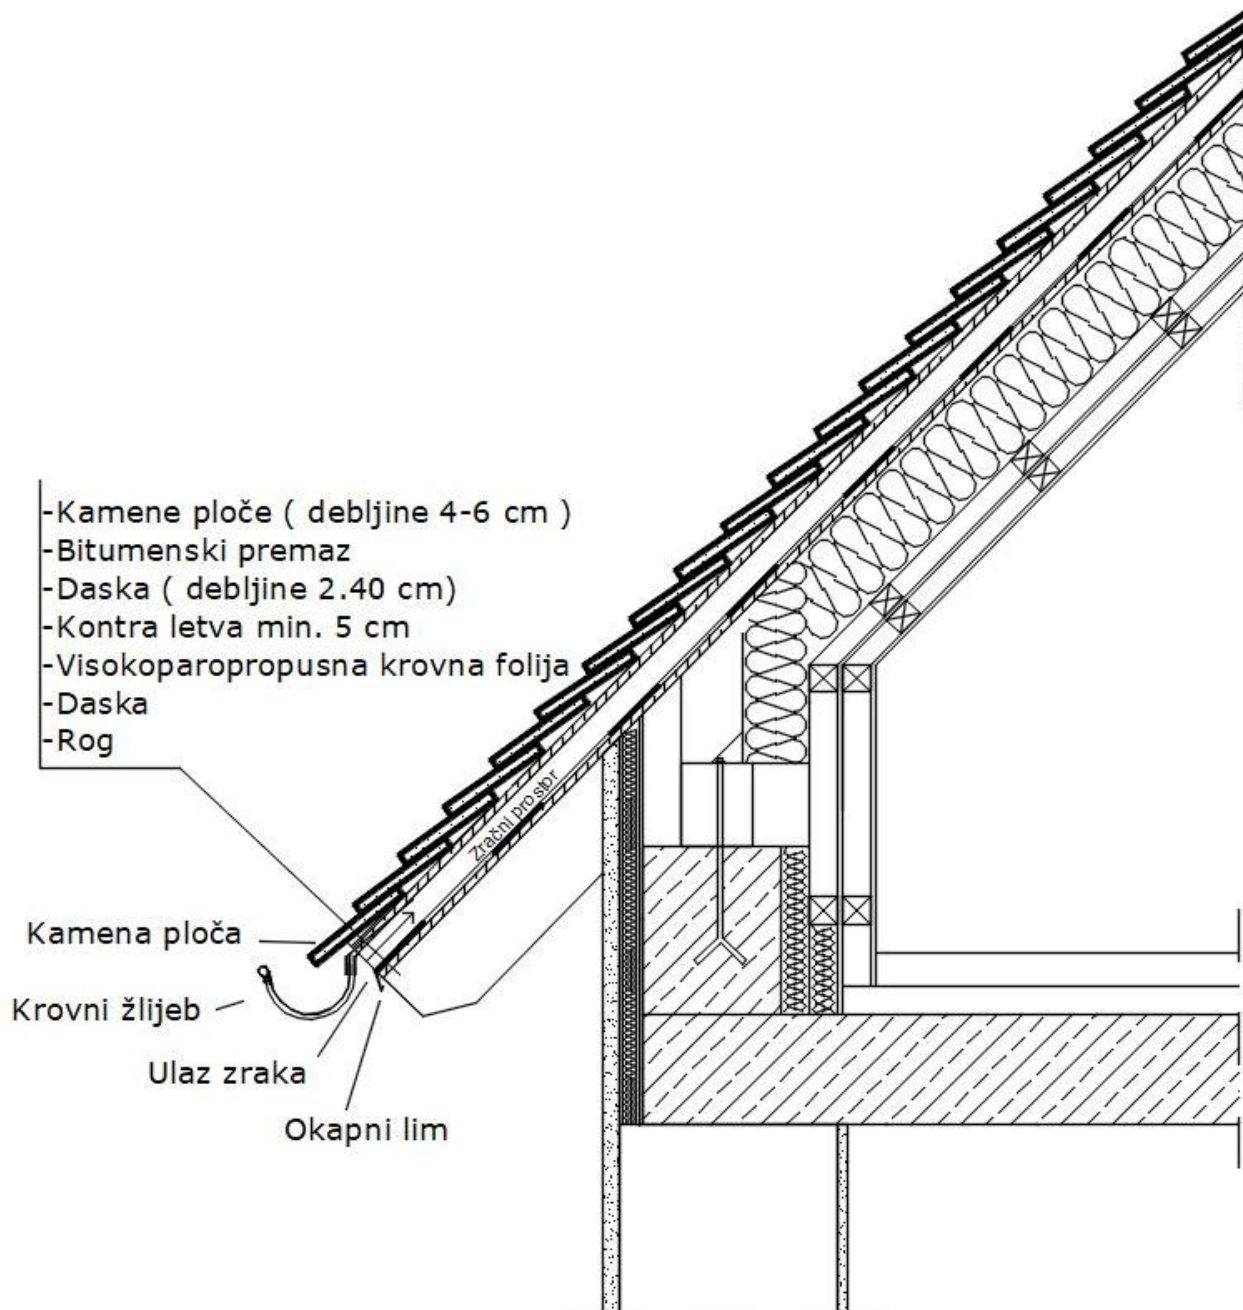 -Kamene ploče ( debljine 4-6 cm )
-Bitumenski premaz
-Daska ( debljine 2.40 cm)
-Kontra letva min. 5 cm
-Visokoparopropusna krovna folija
-Daska
-Rog
Zračni prostor
Kamena ploča
Krovni žlijeb
Ulaz zraka
Okapni lim